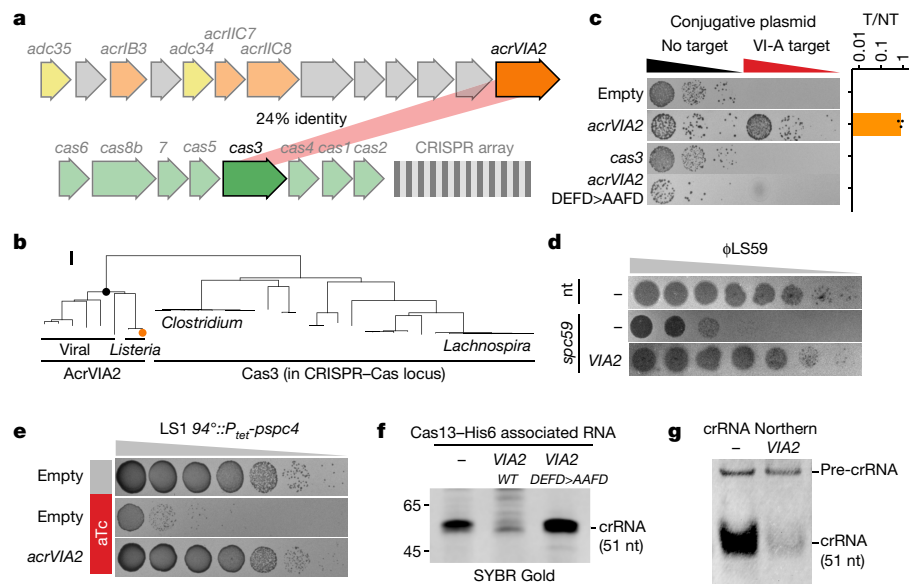 a
adc35 acrIB3 adc34 acrIIC7 acrIIC8 acrVIA2
24% identity
cas6 cas8b 7 cas5 cas3 cas4 cas1 cas2 CRISPR array
b
Clostridium
Lachnospira
Viral Listeria
AcrVIA2 Cas3 (in CRISPR–Cas locus)
c
Conjugative plasmid
No target VI-A target
T/NT
0.01 0.1 1
Empty
acrVIA2
cas3
acrVIA2
DEFD>AAFD
d
ϕLS59
nt –
spc59 –
VIA2
e
LS1 94°::Ptet-pspc4
Empty
aTc
Empty
acrVIA2
f
Cas13–His6 associated RNA
– VIA2 VIA2
WT DEFD>AAFD
65
45
crRNA
(51 nt)
SYBR Gold
g
crRNA Northern
– VIA2
Pre-crRNA
crRNA
(51 nt)